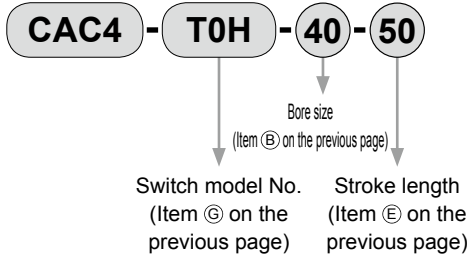 CAC4 - T0H - 40 - 50
Bore size
(Item Ⓑ on the previous page)
Switch model No.
(Item Ⓖ on the
previous page)
Stroke length
(Item Ⓔ on the
previous page)